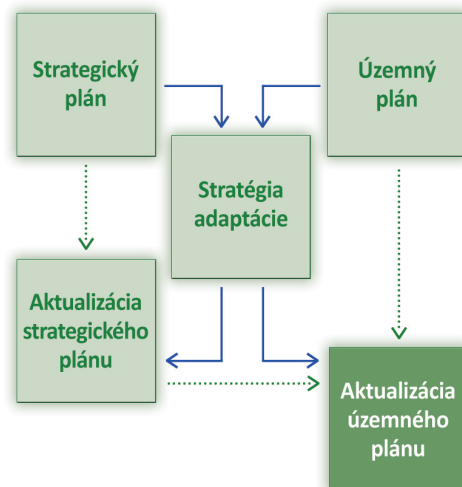 Strategický
plán
Územný
plán
Stratégia
adaptácie
Aktualizácia
strategického
plánu
Aktualizácia
územného
plánu